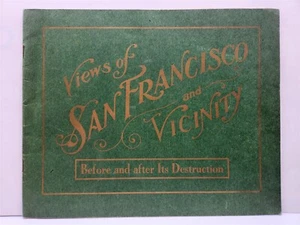 Views of
SAN FRANCISCO
and
VICINITY
Before and after Its Destruction